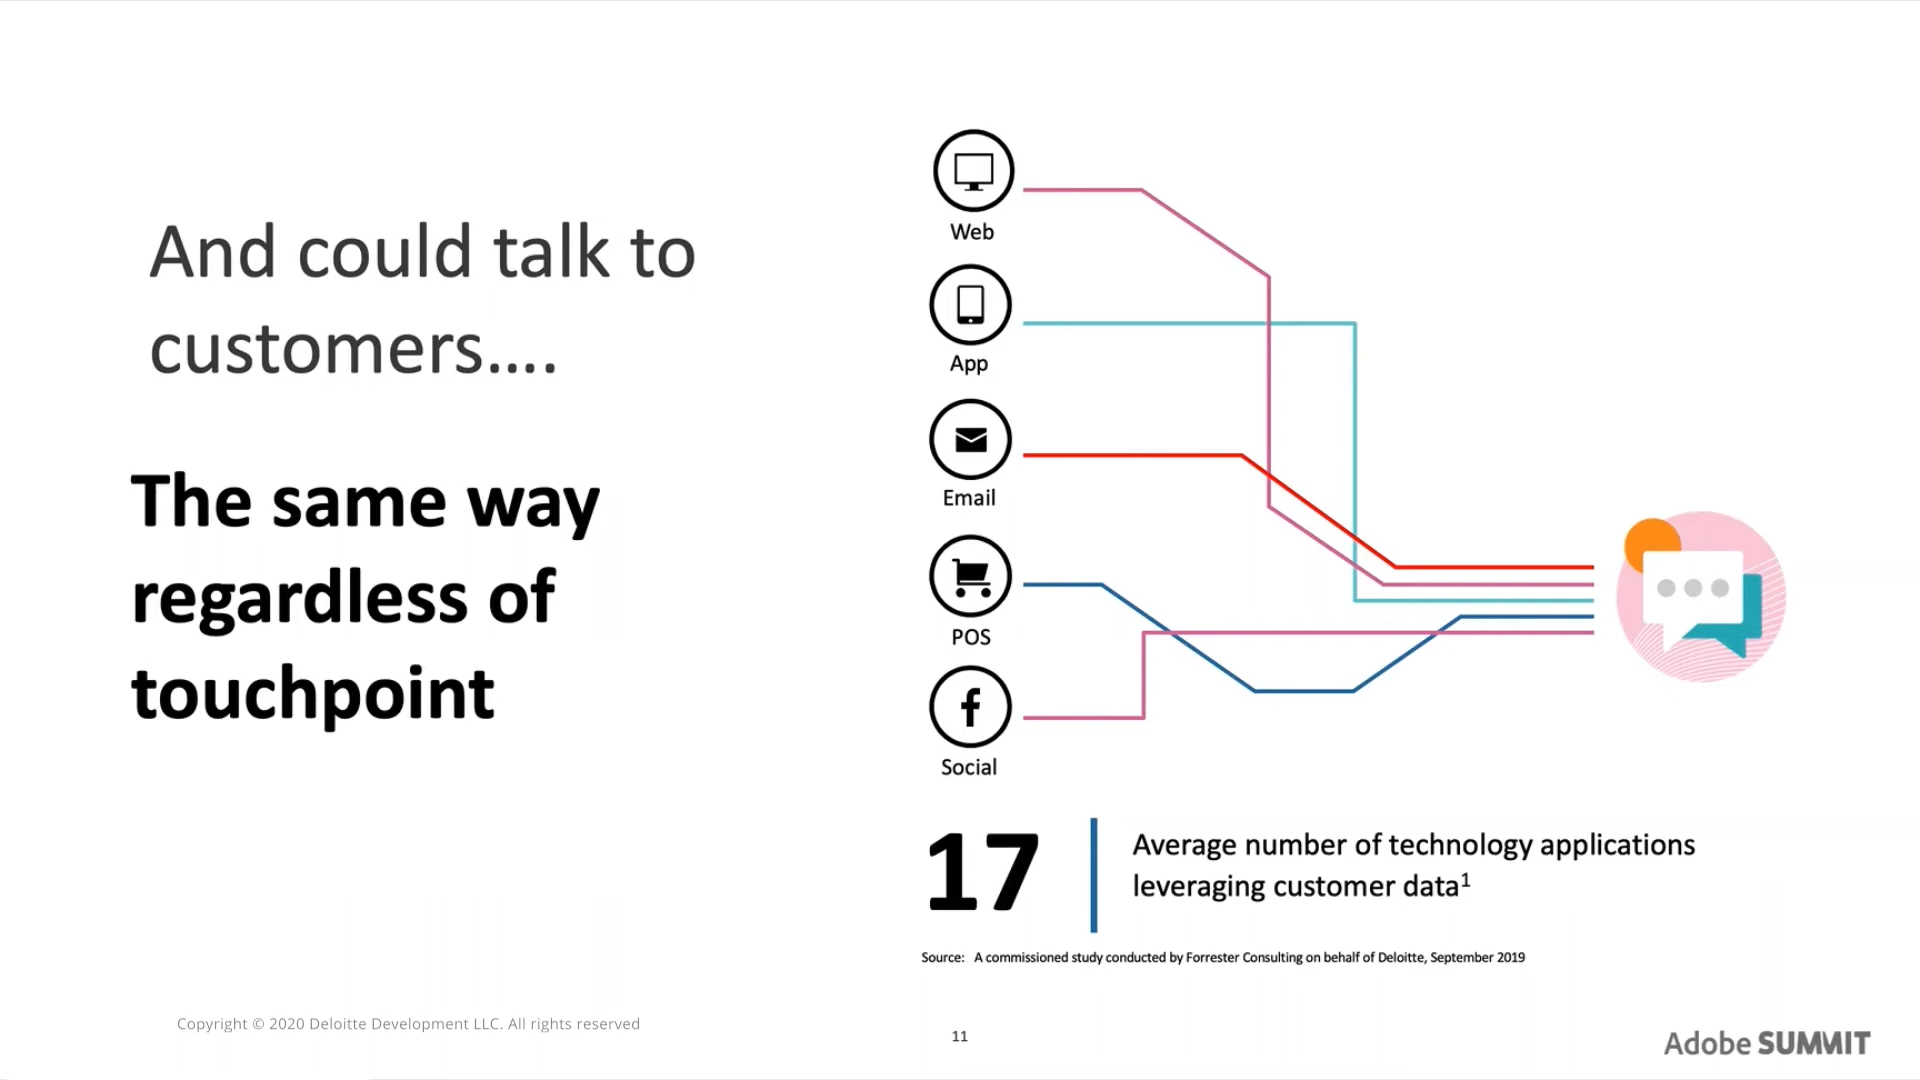 And could talk to
customers....
The same way
regardless of
touchpoint
Web
App
Email
POS
Social
17
Average number of technology applications
leveraging customer data¹
Source: A commissioned study conducted by Forrester Consulting on behalf of Deloitte, September 2019
Copyright © 2020 Deloitte Development LLC. All rights reserved
11
Adobe SUMMIT